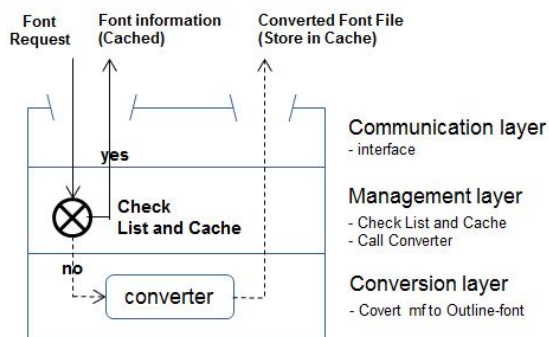 Font
Request
Font information
(Cached)
Converted Font File
(Store in Cache)
Communication layer
- interface
yes
Management layer
- Check List and Cache
- Call Converter
Check
List and Cache
no
converter
Conversion layer
- Covert mf to Outline-font